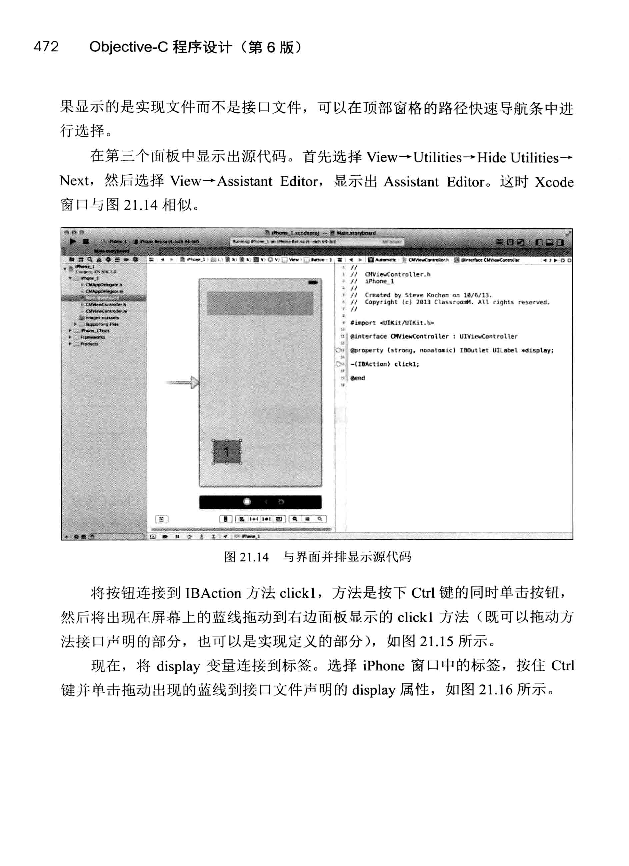 472 Objective-C 程序设计（第 6 版）
果显示的是实现文件而不是接口文件，可以在顶部窗格的路径快速导航条中进
行选择。
在第三个面板中显示出源代码。首先选择 View→Utilities→Hide Utilities→
Next，然后选择 View→Assistant Editor，显示出 Assistant Editor。这时 Xcode
窗口与图 21.14 相似。
//
// CMViewController.h
// iPhone_1
//
// Created by Steve Kochan on 10/6/13.
// Copyright (c) 2013 ClassroomM. All rights reserved.
//
#import <UIKit/UIKit.h>
@interface CMViewController : UIViewController
@property (strong, nonatomic) IBOutlet UILabel *display;
-(IBAction) click1;
@end
1
图 21.14 与界面并排显示源代码
将按钮连接到 IBAction 方法 click1，方法是按下 Ctrl 键的同时单击按钮，
然后将出现在屏幕上的蓝线拖动到右边面板显示的 click1 方法（既可以拖动方
法接口声明的部分，也可以是实现定义的部分），如图 21.15 所示。
现在，将 display 变量连接到标签。选择 iPhone 窗口中的标签，按住 Ctrl
键并单击拖动出现的蓝线到接口文件声明的 display 属性，如图 21.16 所示。